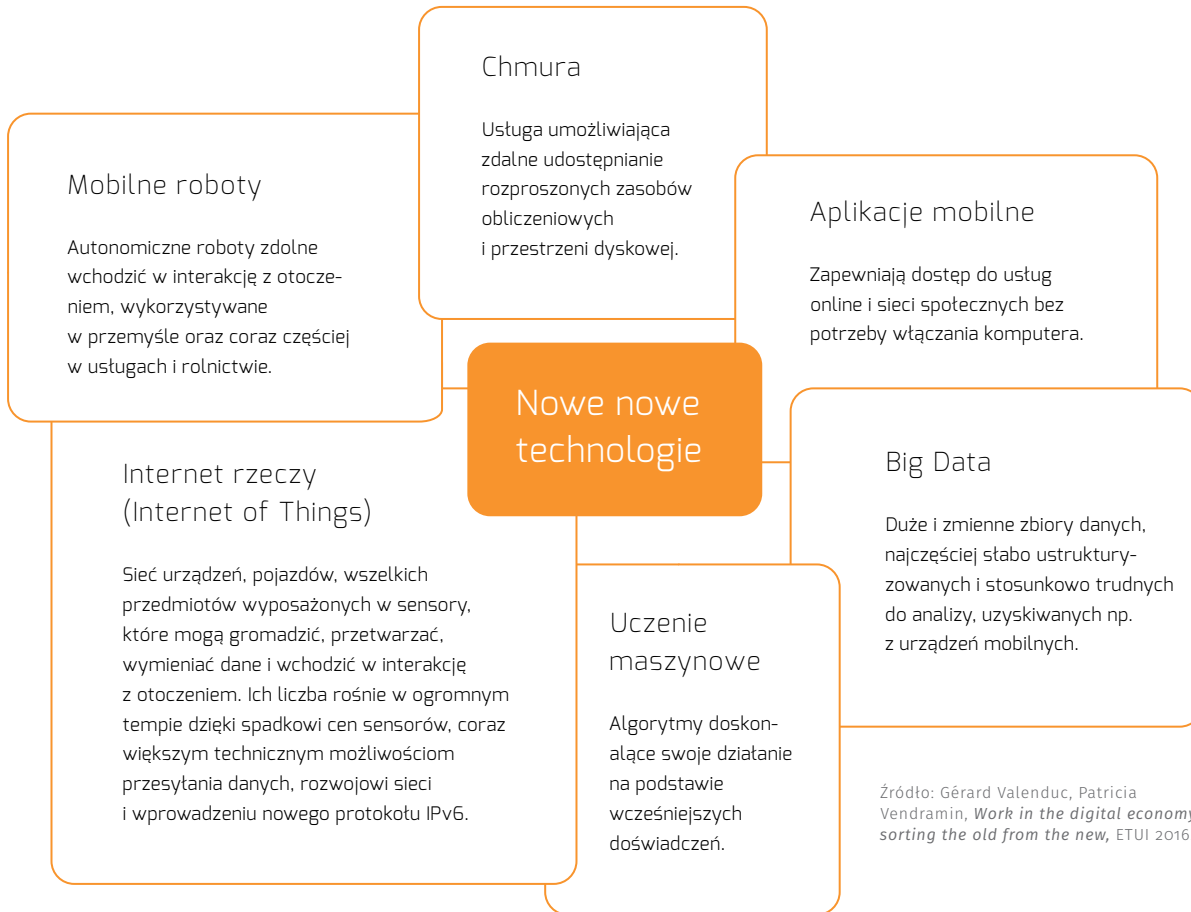 Chmura
Usługa umożliwiająca
zdalne udostępnianie
rozproszonych zasobów
obliczeniowych
i przestrzeni dyskowej.
Mobilne roboty
Autonomiczne roboty zdolne
wchodzić w interakcję z otocze-
niem, wykorzystywane
w przemyśle oraz coraz częściej
w usługach i rolnictwie.
Aplikacje mobilne
Zapewniają dostęp do usług
online i sieci społecznych bez
potrzeby włączania komputera.
Nowe nowe
technologie
Internet rzeczy
(Internet of Things)
Sieć urządzeń, pojazdów, wszelkich
przedmiotów wyposażonych w sensory,
które mogą gromadzić, przetwarzać,
wymieniać dane i wchodzić w interakcję
z otoczeniem. Ich liczba rośnie w ogromnym
tempie dzięki spadkowi cen sensorów, coraz
większym technicznym możliwościom
przesyłania danych, rozwojowi sieci
i wprowadzeniu nowego protokołu IPv6.
Big Data
Duże i zmienne zbiory danych,
najczęściej słabo ustruktury-
zowanych i stosunkowo trudnych
do analizy, uzyskiwanych np.
z urządzeń mobilnych.
Uczenie
maszynowe
Algorytmy doskon-
alące swoje działanie
na podstawie
wcześniejszych
doświadczeń.
Źródło: Gérard Valenduc, Patricia
Vendramin, Work in the digital economy
sorting the old from the new, ETUI 2016